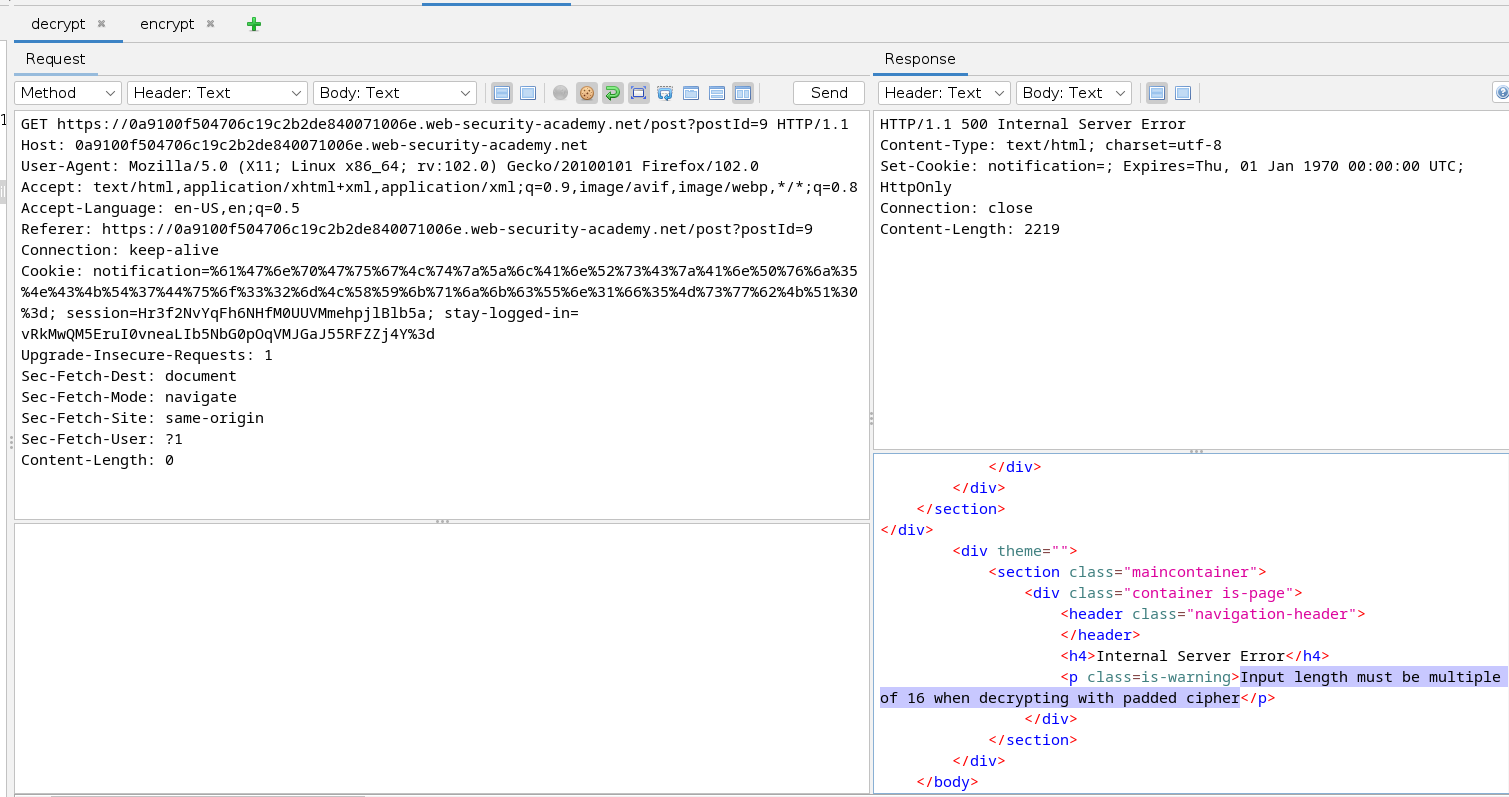 decrypt
encrypt
Request
Response
Method
Header: Text
Body: Text
Send
Header: Text
Body: Text
GET https://0a9100f504706c19c2b2de840071006e.web-security-academy.net/post?postId=9 HTTP/1.1
Host: 0a9100f504706c19c2b2de840071006e.web-security-academy.net
User-Agent: Mozilla/5.0 (X11; Linux x86_64; rv:102.0) Gecko/20100101 Firefox/102.0
Accept: text/html,application/xhtml+xml,application/xml;q=0.9,image/avif,image/webp,*/*;q=0.8
Accept-Language: en-US,en;q=0.5
Referer: https://0a9100f504706c19c2b2de840071006e.web-security-academy.net/post?postId=9
Connection: keep-alive
Cookie: notification=%61%47%6e%70%47%75%67%4c%74%7a%5a%6c%41%6e%52%73%43%7a%41%6e%50%76%6a%35
%4e%43%4b%54%37%44%75%6f%33%32%6d%4c%58%59%6b%71%6a%6b%63%55%6e%31%66%35%4d%73%77%62%4b%51%30
%3d; session=Hr3f2NvYqFh6NHfM0UUVMmehpjlBlb5a; stay-logged-in=
vRkMwQM5EruI0vneaLIb5NbG0pOqVMJGaJ55RFZZj4Y%3d
Upgrade-Insecure-Requests: 1
Sec-Fetch-Dest: document
Sec-Fetch-Mode: navigate
Sec-Fetch-Site: same-origin
Sec-Fetch-User: ?1
Content-Length: 0
HTTP/1.1 500 Internal Server Error
Content-Type: text/html; charset=utf-8
Set-Cookie: notification=; Expires=Thu, 01 Jan 1970 00:00:00 UTC;
HttpOnly
Connection: close
Content-Length: 2219
</div>
</div>
</section>
</div>
<div theme="">
<section class="maincontainer">
<div class="container is-page">
<header class="navigation-header">
</header>
<h4>Internal Server Error</h4>
<p class=is-warning>Input length must be multiple
of 16 when decrypting with padded cipher</p>
</div>
</section>
</div>
</body>